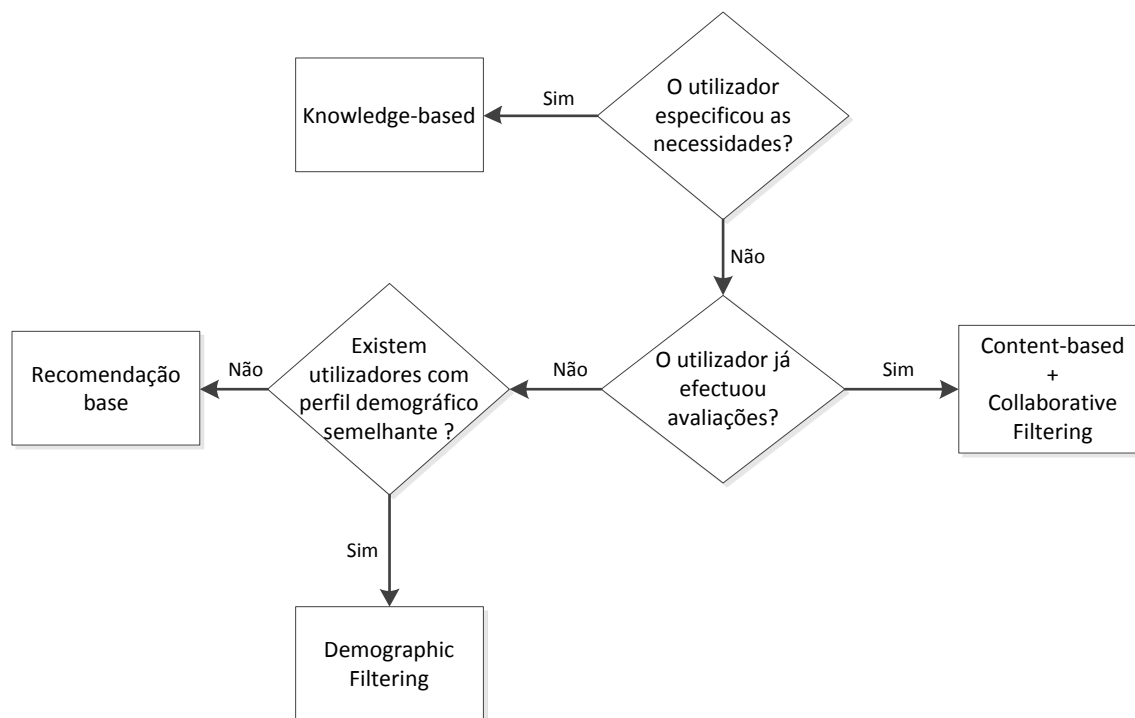 O utilizador
especificou as
necessidades?
Sim
Knowledge-based
Não
O utilizador já
efectuou
avaliações?
Sim
Content-based
+
Collaborative
Filtering
Não
Existem
utilizadores com
perfil demográfico
semelhante ?
Não
Recomendação
base
Sim
Demographic
Filtering